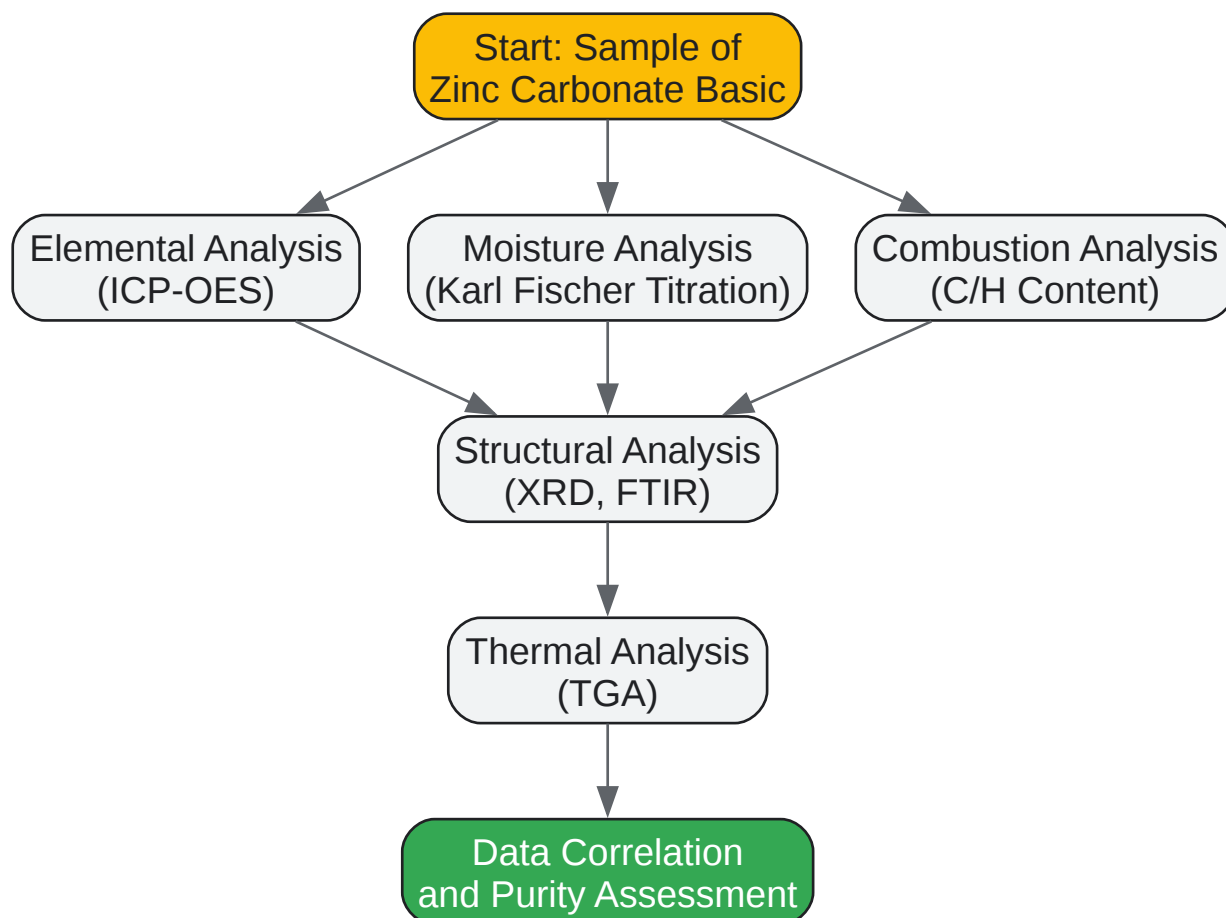 Start: Sample of
Zinc Carbonate Basic
Elemental Analysis
(ICP-OES)
Moisture Analysis
(Karl Fischer Titration)
Combustion Analysis
(C/H Content)
Structural Analysis
(XRD, FTIR)
Thermal Analysis
(TGA)
Data Correlation
and Purity Assessment